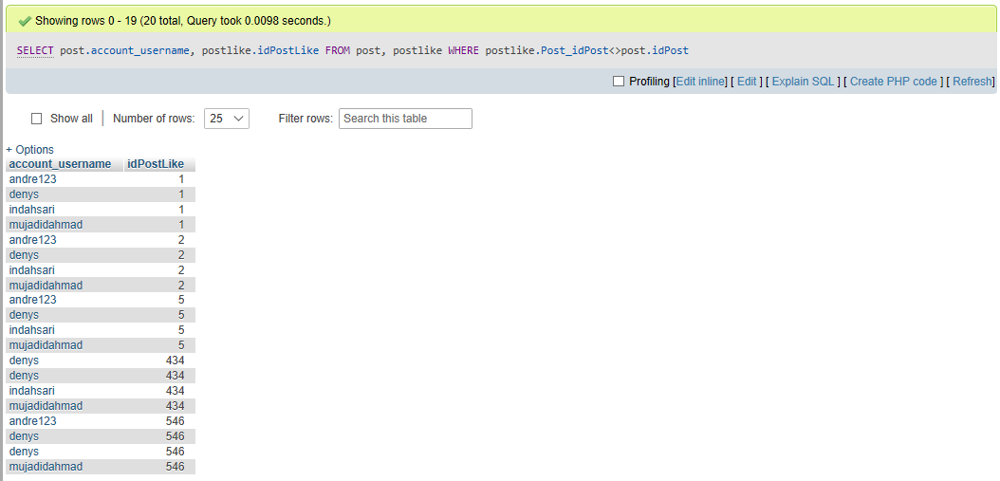 Showing rows 0 - 19 (20 total, Query took 0.0098 seconds.)
SELECT post.account_username, postlike.idPostLike FROM post, postlike WHERE postlike.Post_idPost<>post.idPost
Profiling [Edit inline] [ Edit ] [ Explain SQL ] [ Create PHP code ] [ Refresh]
Show all | Number of rows: 25 Filter rows: Search this table
+ Options
account_username idPostLike
andre123 1
denys 1
indahsari 1
mujadidahmad 1
andre123 2
denys 2
indahsari 2
mujadidahmad 2
andre123 5
denys 5
indahsari 5
mujadidahmad 5
denys 434
denys 434
indahsari 434
mujadidahmad 434
andre123 546
denys 546
denys 546
mujadidahmad 546